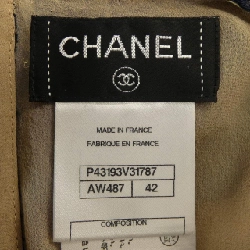 CHANEL
MADE IN FRANCE
FABRIQUE EN FRANCE
P43193V31787
AW487 42
COMPOSITION